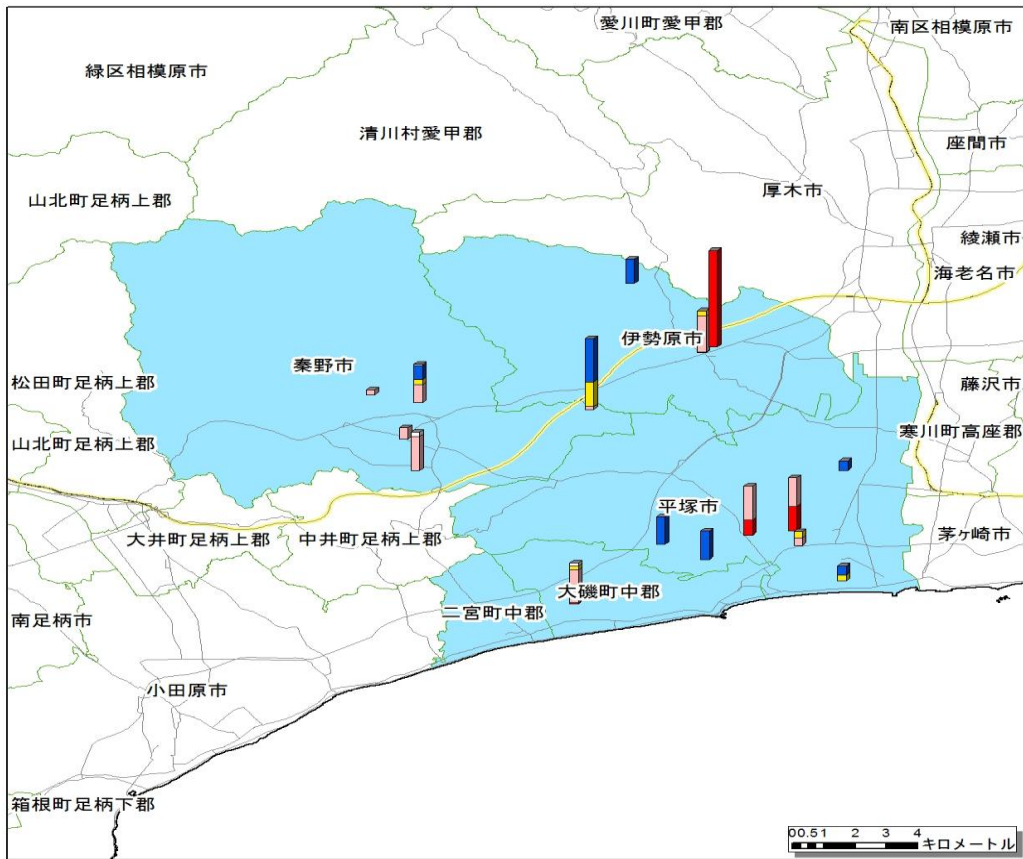 愛川町愛甲郡
南区相模原市
緑区相模原市
清川村愛甲郡
座間市
厚木市
山北町足柄上郡
綾瀬市
海老名市
伊勢原市
秦野市
松田町足柄上郡
藤沢市
寒川町高座郡
山北町足柄上郡
平塚市
大井町足柄上郡
中井町足柄上郡
茅ヶ崎市
大磯町中郡
二宮町中郡
南足柄市
小田原市
箱根町足柄下郡
00.51 2 3 4
キロメートル